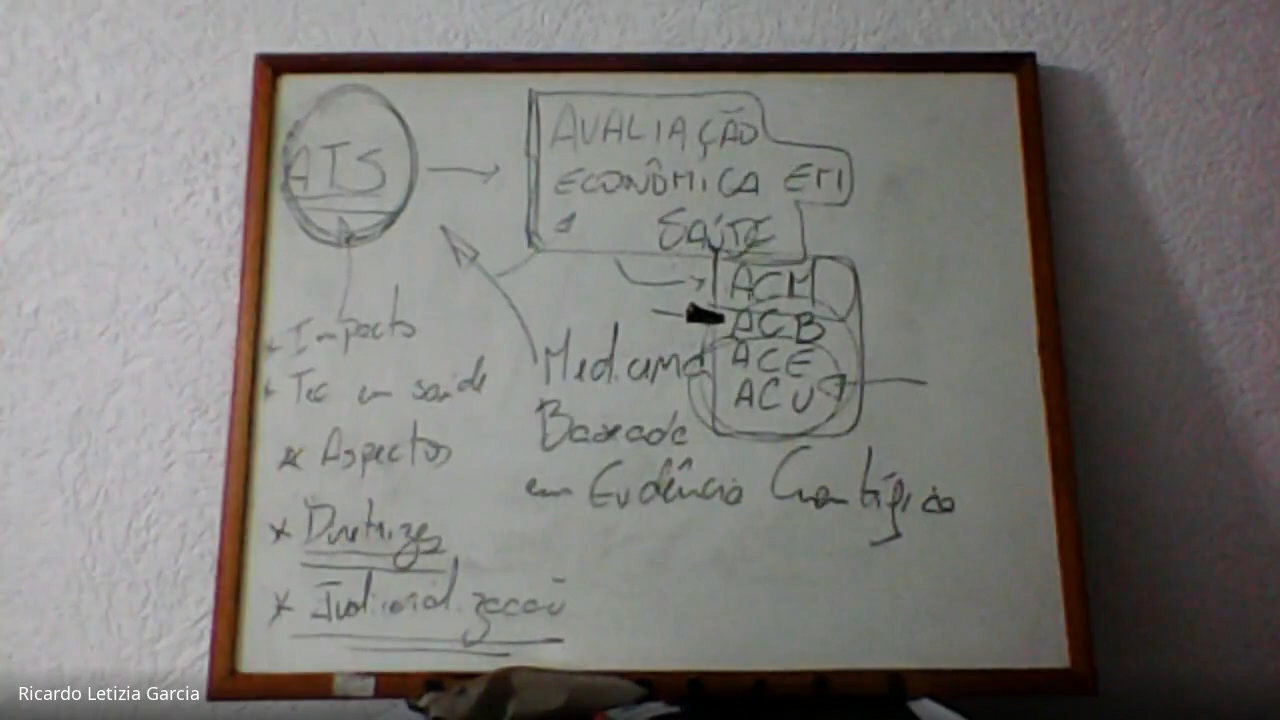 ATS
AVALIAÇÃO
ECONÔMICA EM
SAÚDE
ACM
ACB
ACE
ACU
Impacto
Tec em saúde
* Aspectos
* Diretrizes
* Judicialização
Medicina
Baseada
em Evidência Científica
Ricardo Letizia Garcia